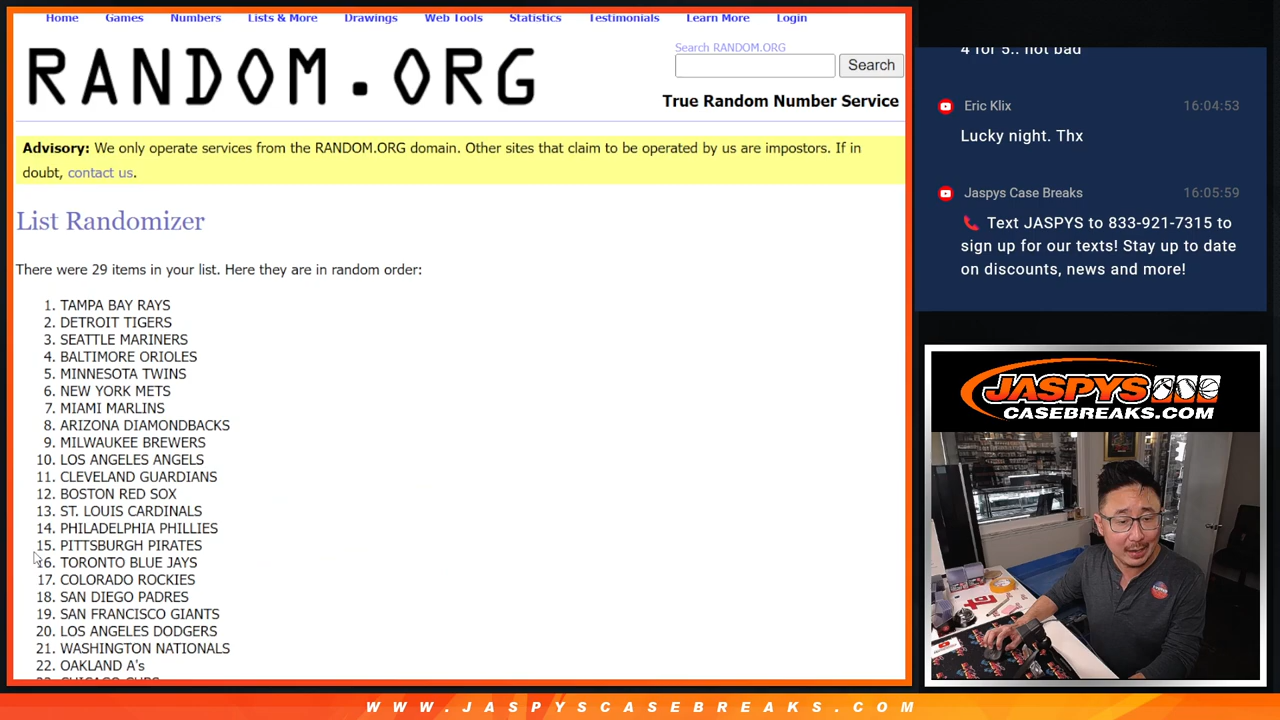 Home Games Numbers Lists & More Drawings Web Tools Statistics Testimonials Learn More Login
RANDOM.ORG
Search RANDOM.ORG
Search
True Random Number Service
Advisory: We only operate services from the RANDOM.ORG domain. Other sites that claim to be operated by us are impostors. If in
doubt, contact us.
List Randomizer
There were 29 items in your list. Here they are in random order:
1. TAMPA BAY RAYS
2. DETROIT TIGERS
3. SEATTLE MARINERS
4. BALTIMORE ORIOLES
5. MINNESOTA TWINS
6. NEW YORK METS
7. MIAMI MARLINS
8. ARIZONA DIAMONDBACKS
9. MILWAUKEE BREWERS
10. LOS ANGELES ANGELS
11. CLEVELAND GUARDIANS
12. BOSTON RED SOX
13. ST. LOUIS CARDINALS
14. PHILADELPHIA PHILLIES
15. PITTSBURGH PIRATES
16. TORONTO BLUE JAYS
17. COLORADO ROCKIES
18. SAN DIEGO PADRES
19. SAN FRANCISCO GIANTS
20. LOS ANGELES DODGERS
21. WASHINGTON NATIONALS
22. OAKLAND A's
23. CHICAGO CUBS
4 for 5.. not bad
Eric Klix 16:04:53
Lucky night. Thx
Jaspys Case Breaks 16:05:59
Text JASPYS to 833-921-7315 to
sign up for our texts! Stay up to date
on discounts, news and more!
JASPYS
CASEBREAKS.COM
WWW.JASPYSCASEBREAKS.COM